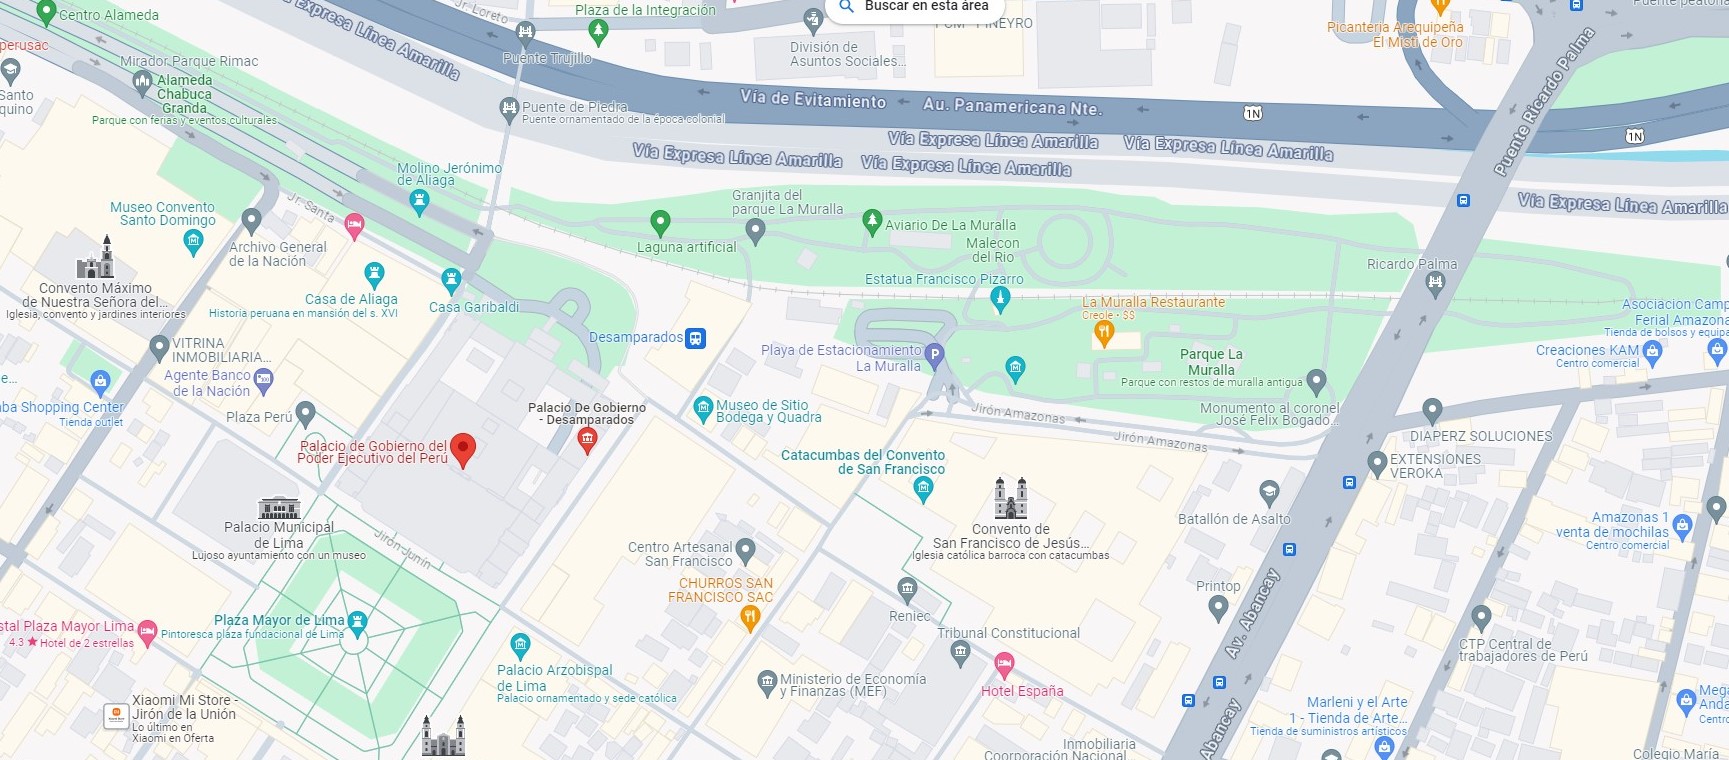 Centro Alameda
Jr. Loreto
Plaza de la Integración
Buscar en esta área
División de
Asuntos Sociales...
Picantería Arequipeña
El Misti de Oro
Expresa Línea Amarilla
Puente Trujillo
Mirador Parque Rimac
Alameda
Chabuca
Granda
Parque con ferias y eventos culturales
Santo
quino
Puente de Piedra
Puente ornamentado de la época colonial
Vía de Evitamiento
Au. Panamericana Nte.
1N
1N
Puente Ricardo Palma
Vía Expresa Línea Amarilla
Vía Expresa Línea Amarilla
Vía Expresa Línea Amarilla
Vía Expresa Línea Amarilla
Vía Expresa Línea Amarilla
Molino Jerónimo
de Aliaga
Jr. Santa
Museo Convento
Santo Domingo
Archivo General
de la Nación
Granjita del
parque La Muralla
Laguna artificial
Aviario De La Muralla
Malecon
del Rio
Ricardo Palma
Convento Máximo
de Nuestra Señora del...
Iglesia, convento y jardines interiores
Casa de Aliaga
Historia peruana en mansión del s. XVI
Casa Garibaldi
Estatua Francisco Pizarro
La Muralla Restaurante
Creole • $$
Asociacion Camp
Ferial Amazona
Tienda de bolsos y equipa
VITRINA
INMOBILIARIA...
Desamparados
Playa de Estacionamiento
La Muralla
P
Parque La
Muralla
Parque con restos de muralla antigua
Creaciones KAM
Centro comercial
Agente Banco
de la Nación
ba Shopping Center
Tienda outlet
Plaza Perú
Palacio De Gobierno
- Desamparados
Museo de Sitio
Bodega y Quadra
Jirón Amazonas
Jirón Amazonas
Monumento al coronel
José Felix Bogado...
DIAPERZ SOLUCIONES
Palacio de Gobierno del
Poder Ejecutivo del Perú
Catacumbas del Convento
de San Francisco
EXTENSIONES
VEROKA
Palacio Municipal
de Lima
Lujoso ayuntamiento con un museo
Jirón Junín
Convento de
San Francisco de Jesús...
Iglesia católica barroca con catacumbas
Batallón de Asalto
Amazonas 1
venta de mochilas
Centro comercial
Centro Artesanal
San Francisco
CHURROS SAN
FRANCISCO SAC
Reniec
Printop
Av. Abancay
Plaza Mayor de Lima
Pintoresca plaza fundacional de Lima
stal Plaza Mayor Lima
4.3 ★ Hotel de 2 estrellas
Tribunal Constitucional
CTP Central de
trabajadores de Perú
Palacio Arzobispal
de Lima
Palacio ornamentado y sede católica
Ministerio de Economía
y Finanzas (MEF)
Hotel España
Xiaomi Mi Store -
Jirón de la Unión
Lo último en
Xiaomi en Oferta
Marleni y el Arte
1 - Tienda de Arte...
Tienda de suministros artísticos
Mega
Anda
Centro
Abancay
Inmobiliaria
Coorporación Nacional
Colegio María